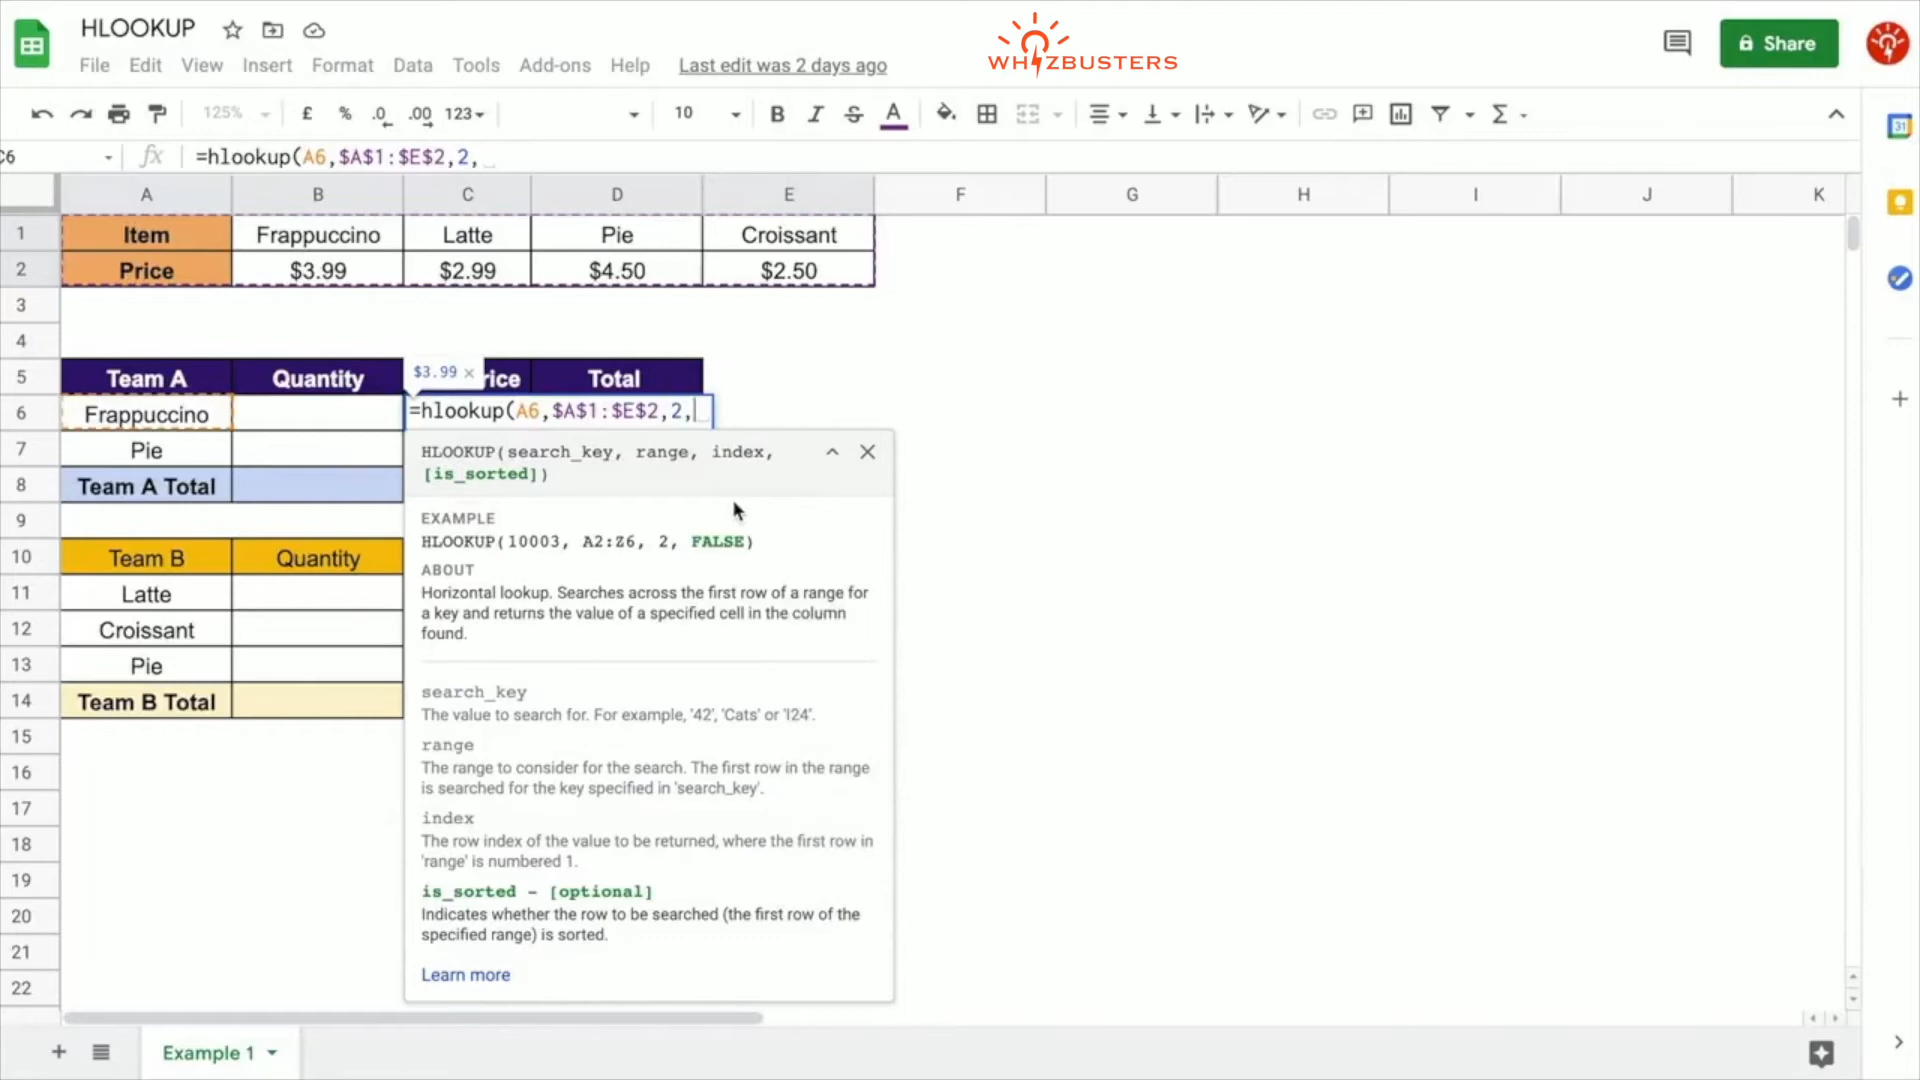 HLOOKUP
WHIZBUSTERS
Share
File Edit View Insert Format Data Tools Add-ons Help Last edit was 2 days ago
125% £ % .0 .00 123 10 B I S A Σ
31
C6 fx =hlookup(A6,$A$1:$E$2,2,
A B C D E F G H I J K
1 Item Frappuccino Latte Pie Croissant
2 Price $3.99 $2.99 $4.50 $2.50
3
4
5 Team A Quantity $3.99 × rice Total
6 Frappuccino =hlookup(A6,$A$1:$E$2,2,
7 Pie
8 Team A Total
9
10 Team B Quantity
11 Latte
12 Croissant
13 Pie
14 Team B Total
15
16
17
18
19
20
21
22
HLOOKUP(search_key, range, index,
[is_sorted])
EXAMPLE
HLOOKUP(10003, A2:Z6, 2, FALSE)
ABOUT
Horizontal lookup. Searches across the first row of a range for
a key and returns the value of a specified cell in the column
found.
search_key
The value to search for. For example, '42', 'Cats' or 'I24'.
range
The range to consider for the search. The first row in the range
is searched for the key specified in 'search_key'.
index
The row index of the value to be returned, where the first row in
'range' is numbered 1.
is_sorted - [optional]
Indicates whether the row to be searched (the first row of the
specified range) is sorted.
Learn more
Example 1